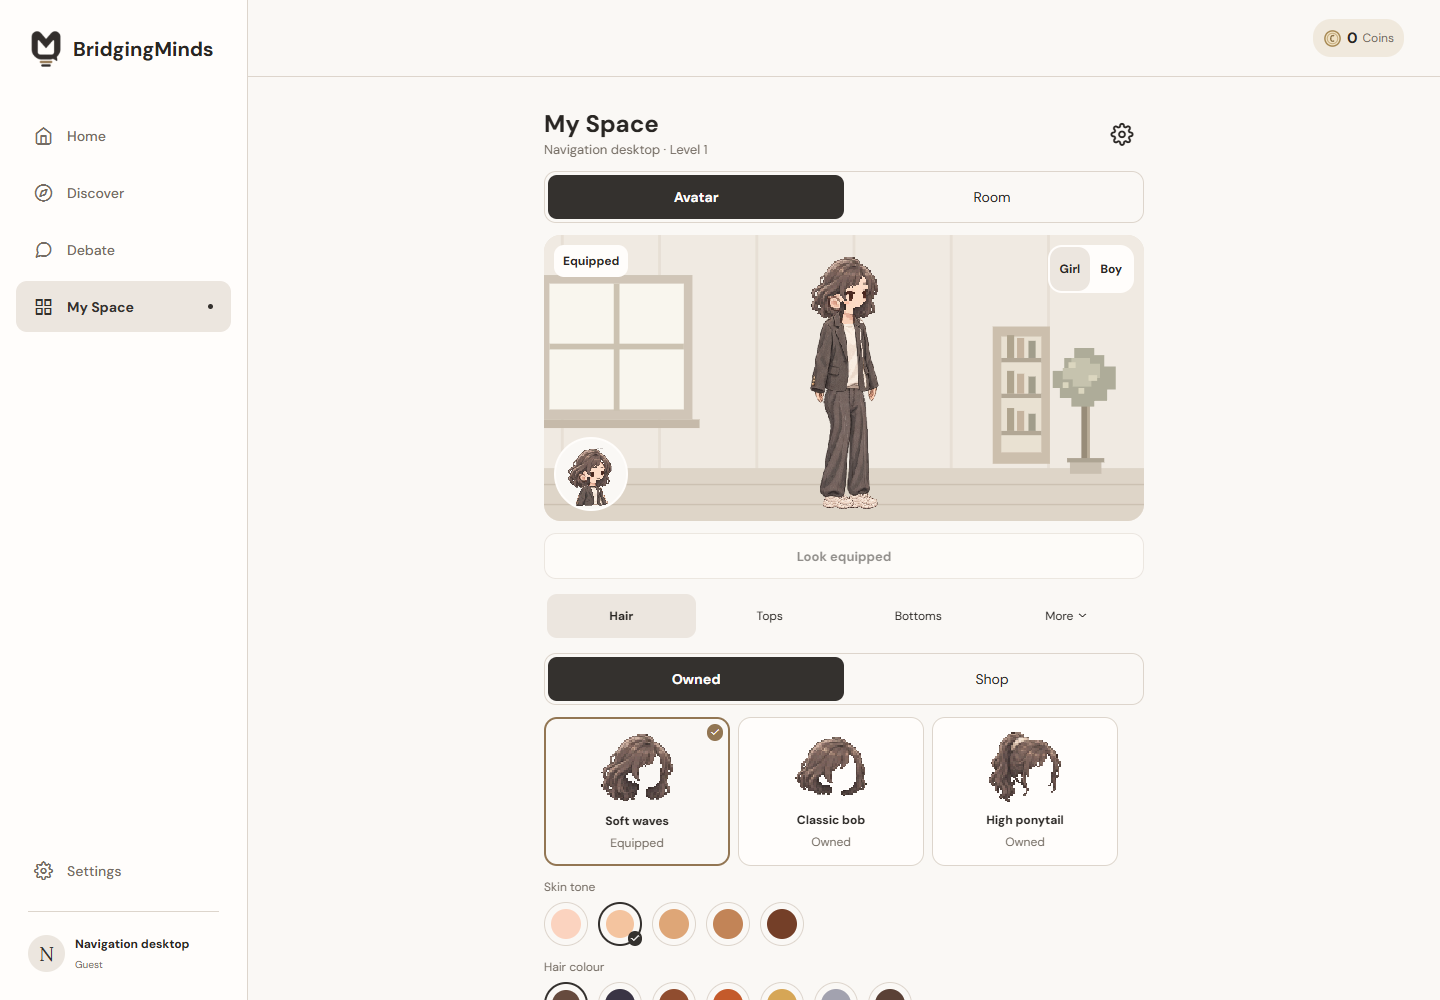 BridgingMinds
0 Coins
Home
Discover
Debate
My Space
Settings
N
Navigation desktop
Guest
My Space
Navigation desktop · Level 1
Avatar
Room
Equipped
Girl
Boy
Look equipped
Hair
Tops
Bottoms
More
Owned
Shop
Soft waves
Equipped
Classic bob
Owned
High ponytail
Owned
Skin tone
Hair colour